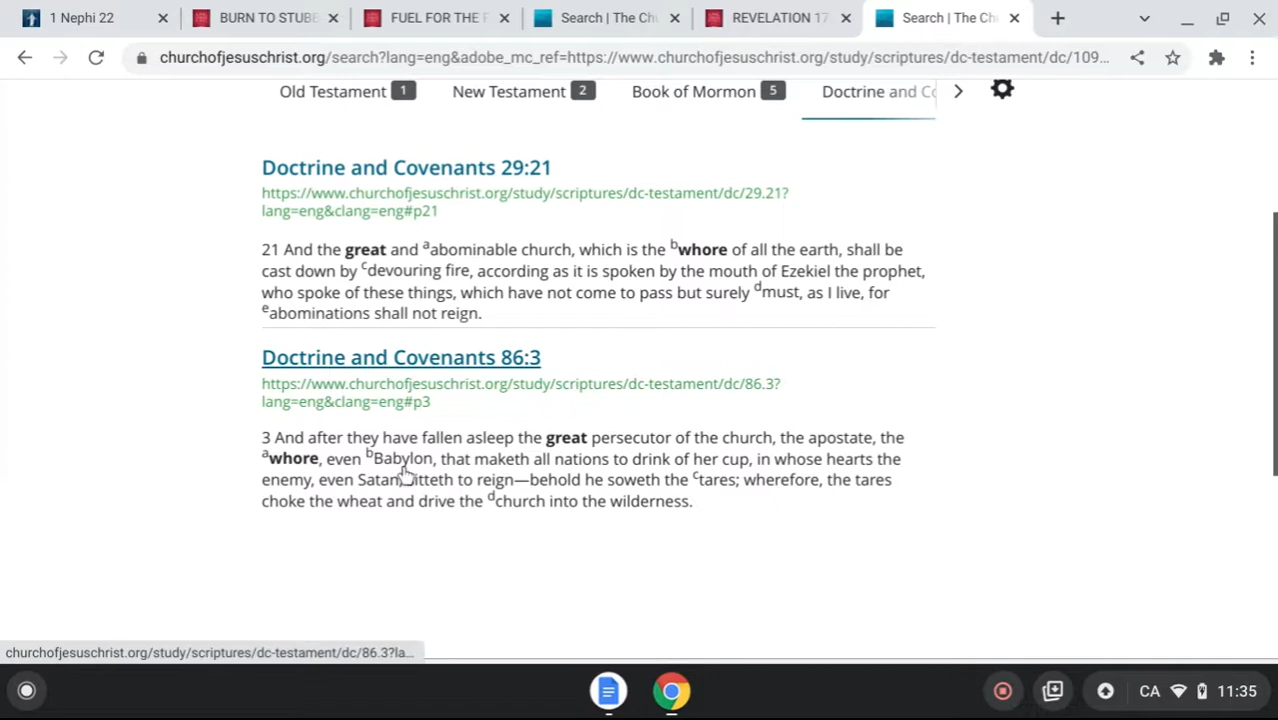 1 Nephi 22
BURN TO STUBE
FUEL FOR THE F
Search | The Ch
REVELATION 17
Search | The Ch
churchofjesuschrist.org/search?lang=eng&adobe_mc_ref=https://www.churchofjesuschrist.org/study/scriptures/dc-testament/dc/109...
Old Testament 1 New Testament 2 Book of Mormon 5 Doctrine and Co
Doctrine and Covenants 29:21
https://www.churchofjesuschrist.org/study/scriptures/dc-testament/dc/29.21?
lang=eng&clang=eng#p21
21 And the great and aabominable church, which is the bwhore of all the earth, shall be
cast down by cdevouring fire, according as it is spoken by the mouth of Ezekiel the prophet,
who spoke of these things, which have not come to pass but surely dmust, as I live, for
eabominations shall not reign.
Doctrine and Covenants 86:3
https://www.churchofjesuschrist.org/study/scriptures/dc-testament/dc/86.3?
lang=eng&clang=eng#p3
3 And after they have fallen asleep the great persecutor of the church, the apostate, the
awhore, even bBabylon, that maketh all nations to drink of her cup, in whose hearts the
enemy, even Satan, sitteth to reign—behold he soweth the ctares; wherefore, the tares
choke the wheat and drive the dchurch into the wilderness.
churchofjesuschrist.org/study/scriptures/dc-testament/dc/86.3?la...
CA 11:35